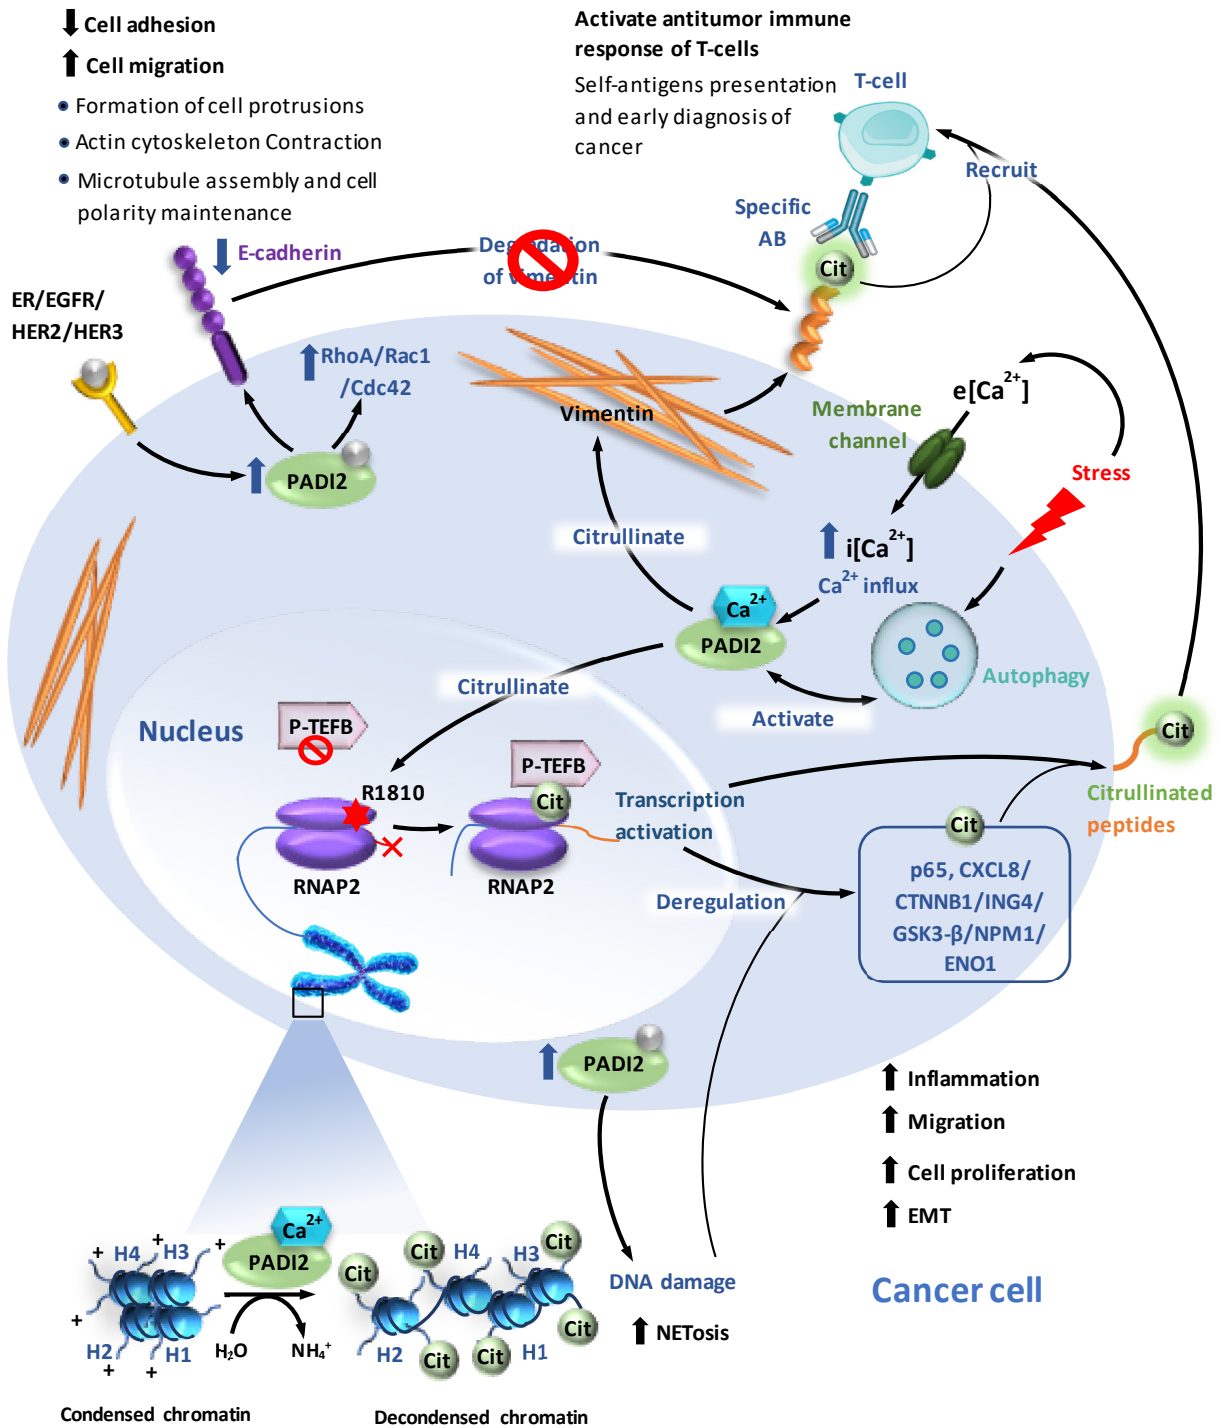 Cell adhesion
Cell migration
Formation of cell protrusions
Actin cytoskeleton Contraction
Microtubule assembly and cell
polarity maintenance
Activate antitumor immune
response of T-cells
Self-antigens presentation
and early diagnosis of
cancer
T-cell
Recruit
Specific
AB
Cit
E-cadherin
Degradation
of vimentin
ER/EGFR/
HER2/HER3
RhoA/Rac1
/Cdc42
PADI2
Vimentin
Membrane
channel
e[Ca²⁺]
Stress
i[Ca²⁺]
Ca²⁺ influx
Citrullinate
Ca²⁺
PADI2
Autophagy
Activate
Citrullinate
Nucleus
P-TEFB
R1810
RNAP2
P-TEFB
Cit
RNAP2
Transcription
activation
Deregulation
Cit
Citrullinated
peptides
Cit
p65, CXCL8/
CTNNB1/ING4/
GSK3-β/NPM1/
ENO1
PADI2
Inflammation
Migration
Cell proliferation
EMT
Cancer cell
DNA damage
NETosis
+ + + + + +
H4 H3
H2 H1
Ca²⁺
PADI2
H₂O
NH₄⁺
Cit
Cit
Cit
H4
H3
H2
Cit
Cit
H1
Cit
Condensed chromatin
Decondensed chromatin